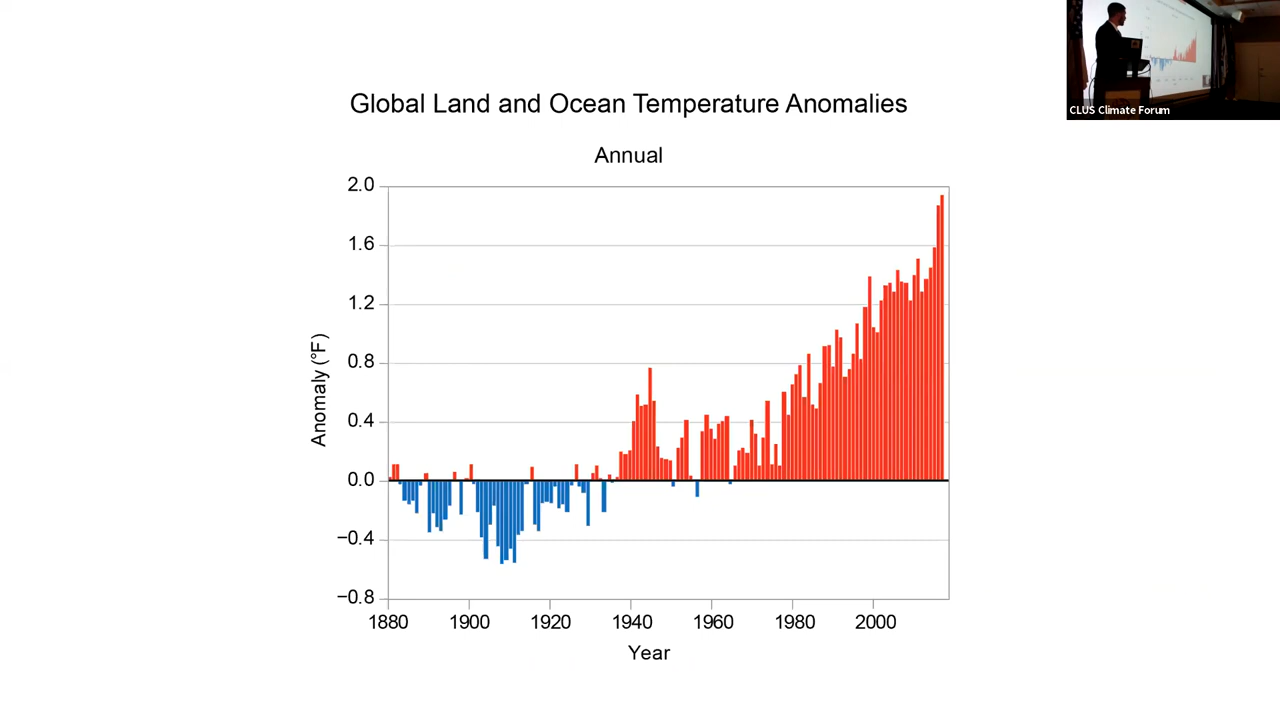 CLUS Climate Forum
Global Land and Ocean Temperature Anomalies
Annual
2.0
1.6
1.2
0.8
0.4
0.0
−0.4
−0.8
Anomaly (°F)
1880 1900 1920 1940 1960 1980 2000
Year